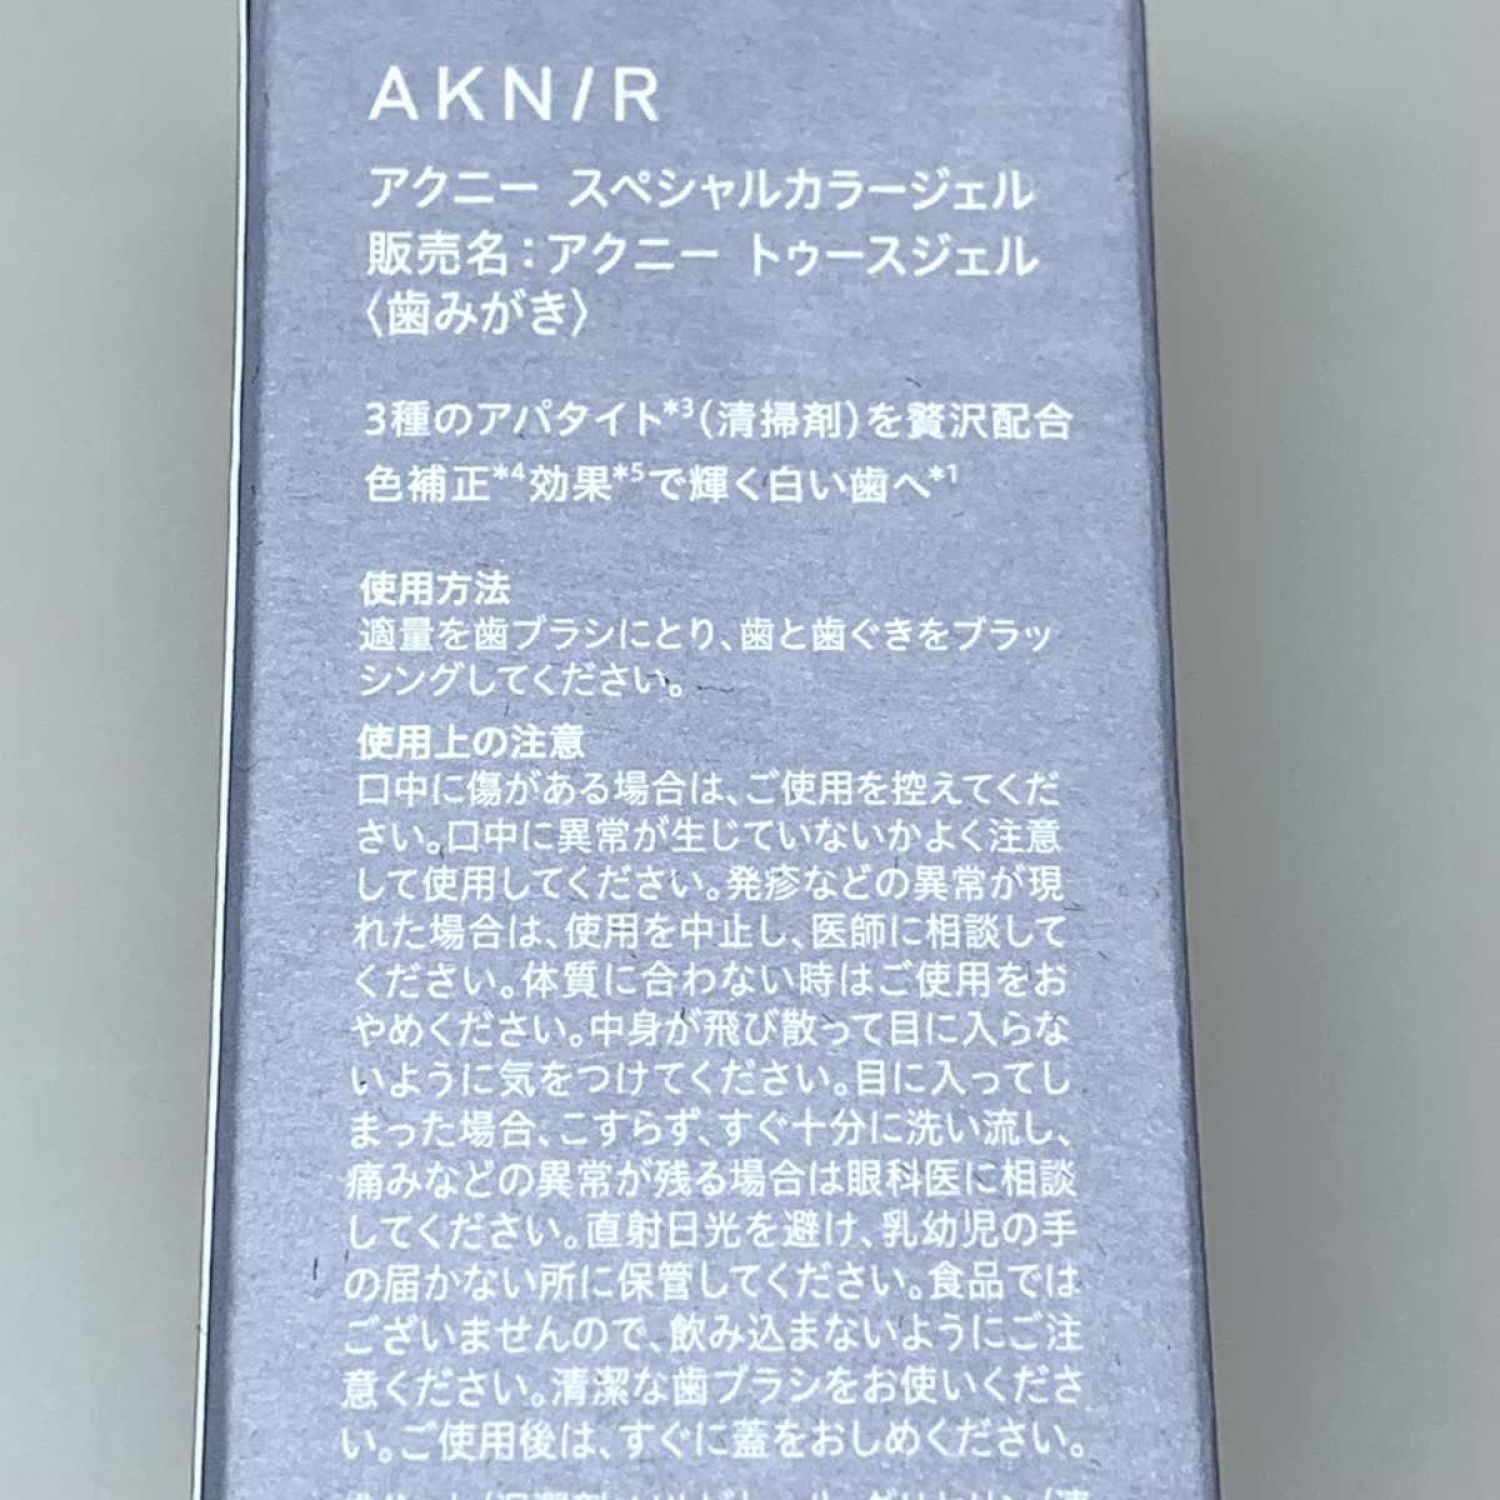 AKN/R
アクニー スペシャルカラージェル
販売名：アクニー トゥースジェル
〈歯みがき〉
3種のアパタイト*3(清掃剤)を贅沢配合
色補正*4効果*5で輝く白い歯へ*1
使用方法
適量を歯ブラシにとり、歯と歯ぐきをブラッ
シングしてください。
使用上の注意
口中に傷がある場合は、ご使用を控えてくだ
さい。口中に異常が生じていないかよく注意
して使用してください。発疹などの異常が現
れた場合は、使用を中止し、医師に相談して
ください。体質に合わない時はご使用をお
やめください。中身が飛び散って目に入らな
いように気をつけてください。目に入ってし
まった場合、こすらず、すぐ十分に洗い流し、
痛みなどの異常が残る場合は眼科医に相談
してください。直射日光を避け、乳幼児の手
の届かない所に保管してください。食品では
ございませんので、飲み込まないようにご注
意ください。清潔な歯ブラシをお使いくださ
い。ご使用後は、すぐに蓋をおしめください。